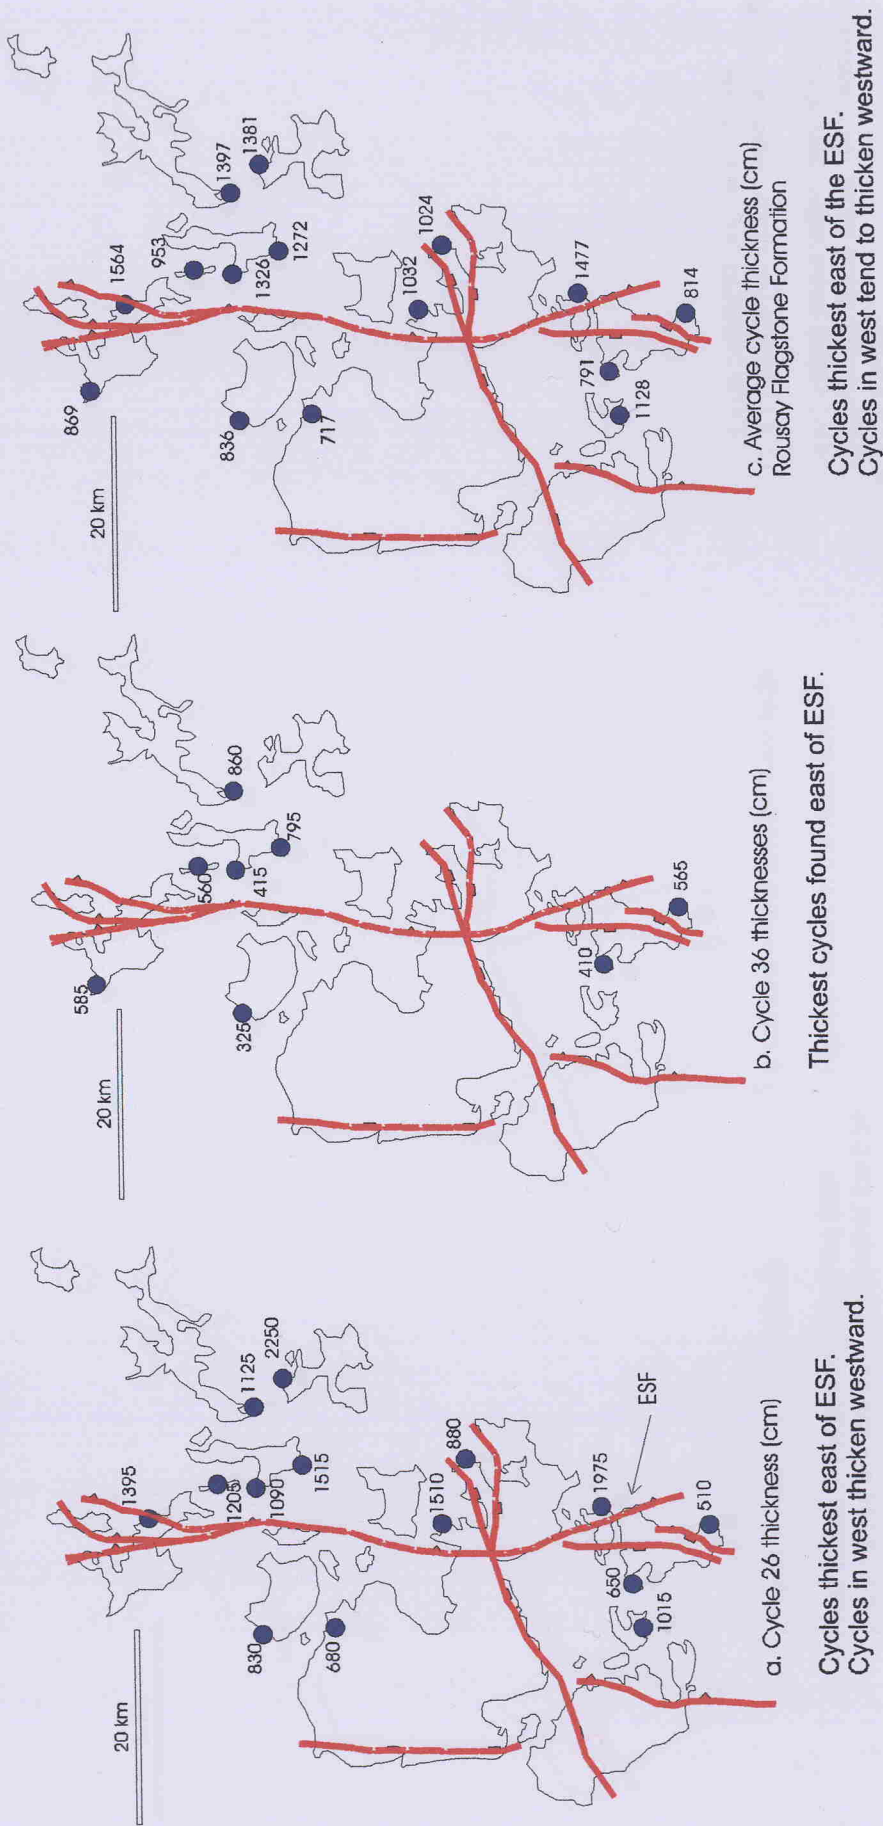 20 km
1395
1205
1090
1125
2250
1515
830
680
1510
880
1975
ESF
650
1015
510
a. Cycle 26 thickness (cm)
Cycles thickest east of ESF.
Cycles in west thicken westward.
20 km
585
560
415
860
795
325
410
565
b. Cycle 36 thicknesses (cm)
Thickest cycles found east of ESF.
20 km
869
1564
953
1326
1272
1397
1381
836
717
1032
1024
1477
791
1128
814
c. Average cycle thickness (cm)
Rousay Flagstone Formation
Cycles thickest east of the ESF.
Cycles in west tend to thicken westward.